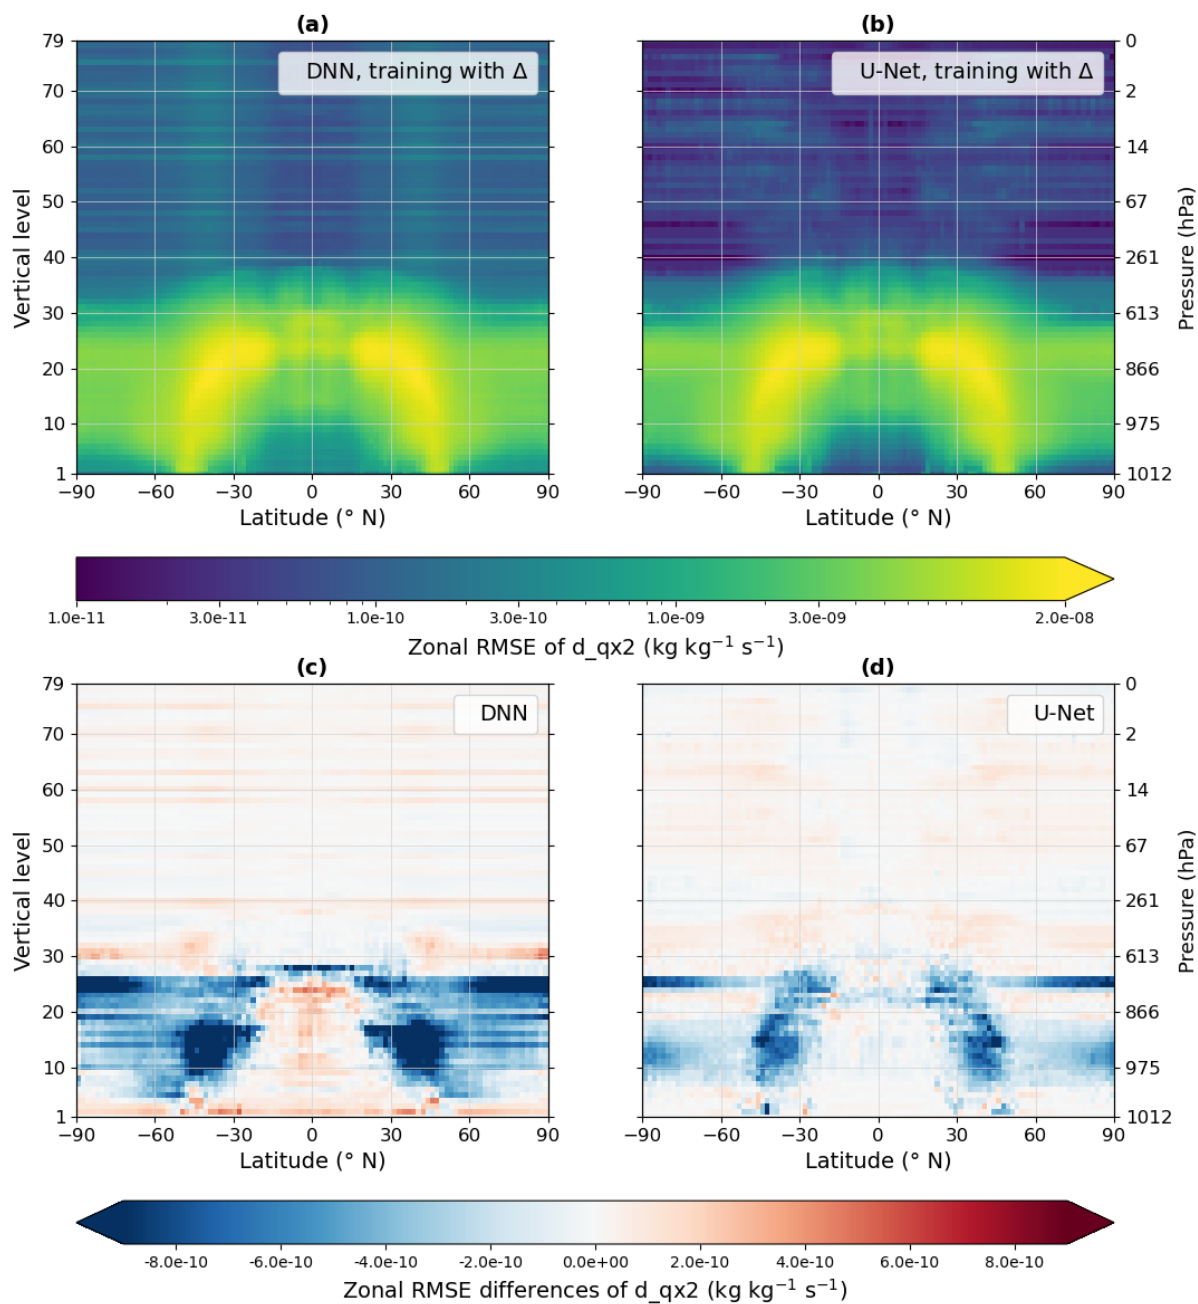 (a)
(b)
DNN, training with Δ
U-Net, training with Δ
79
70
60
50
40
30
20
10
1
Vertical level
0
2
14
67
261
613
866
975
1012
Pressure (hPa)
−90 −60 −30 0 30 60 90
−90 −60 −30 0 30 60 90
Latitude (° N)
Latitude (° N)
1.0e-11 3.0e-11 1.0e-10 3.0e-10 1.0e-09 3.0e-09 2.0e-08
Zonal RMSE of d_qx2 (kg kg⁻¹ s⁻¹)
(c)
(d)
DNN
U-Net
79
70
60
50
40
30
20
10
1
Vertical level
0
2
14
67
261
613
866
975
1012
Pressure (hPa)
−90 −60 −30 0 30 60 90
−90 −60 −30 0 30 60 90
Latitude (° N)
Latitude (° N)
-8.0e-10 -6.0e-10 -4.0e-10 -2.0e-10 0.0e+00 2.0e-10 4.0e-10 6.0e-10 8.0e-10
Zonal RMSE differences of d_qx2 (kg kg⁻¹ s⁻¹)